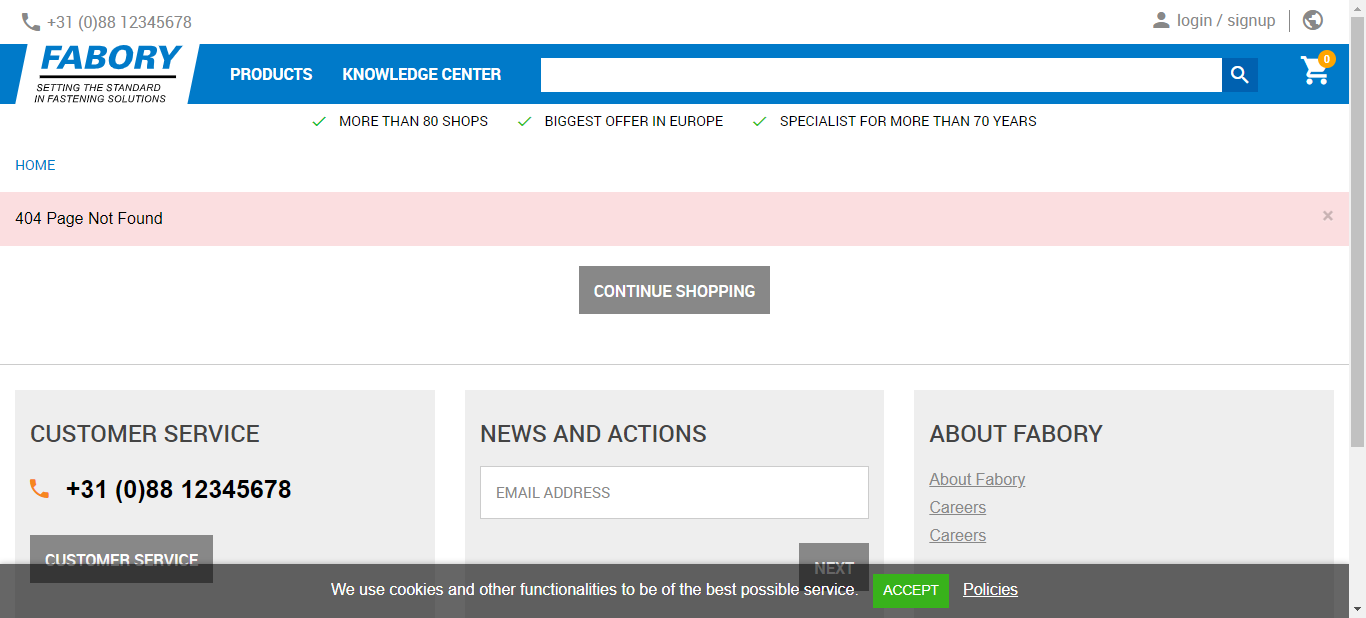 +31 (0)88 12345678
login / signup
FABORY
SETTING THE STANDARD
IN FASTENING SOLUTIONS
PRODUCTS
KNOWLEDGE CENTER
0
MORE THAN 80 SHOPS
BIGGEST OFFER IN EUROPE
SPECIALIST FOR MORE THAN 70 YEARS
HOME
404 Page Not Found
×
CONTINUE SHOPPING
CUSTOMER SERVICE
+31 (0)88 12345678
CUSTOMER SERVICE
NEWS AND ACTIONS
EMAIL ADDRESS
NEXT
ABOUT FABORY
About Fabory
Careers
Careers
We use cookies and other functionalities to be of the best possible service.
ACCEPT
Policies